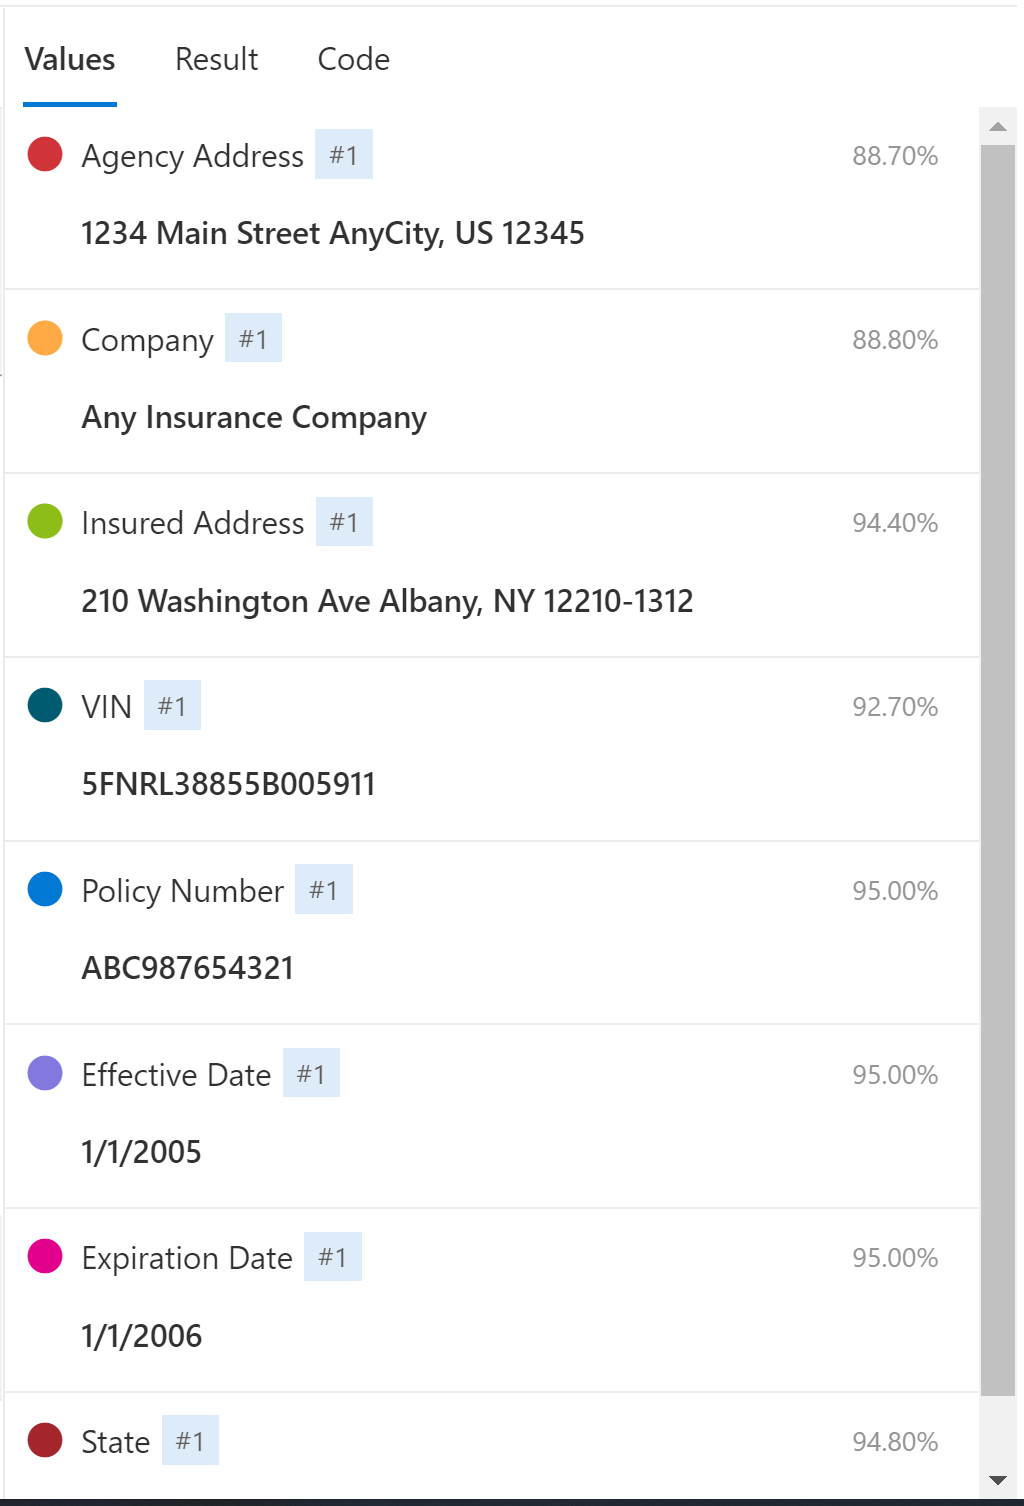 Values Result Code
Agency Address #1 88.70%
1234 Main Street AnyCity, US 12345
Company #1 88.80%
Any Insurance Company
Insured Address #1 94.40%
210 Washington Ave Albany, NY 12210-1312
VIN #1 92.70%
5FNRL38855B005911
Policy Number #1 95.00%
ABC987654321
Effective Date #1 95.00%
1/1/2005
Expiration Date #1 95.00%
1/1/2006
State #1 94.80%